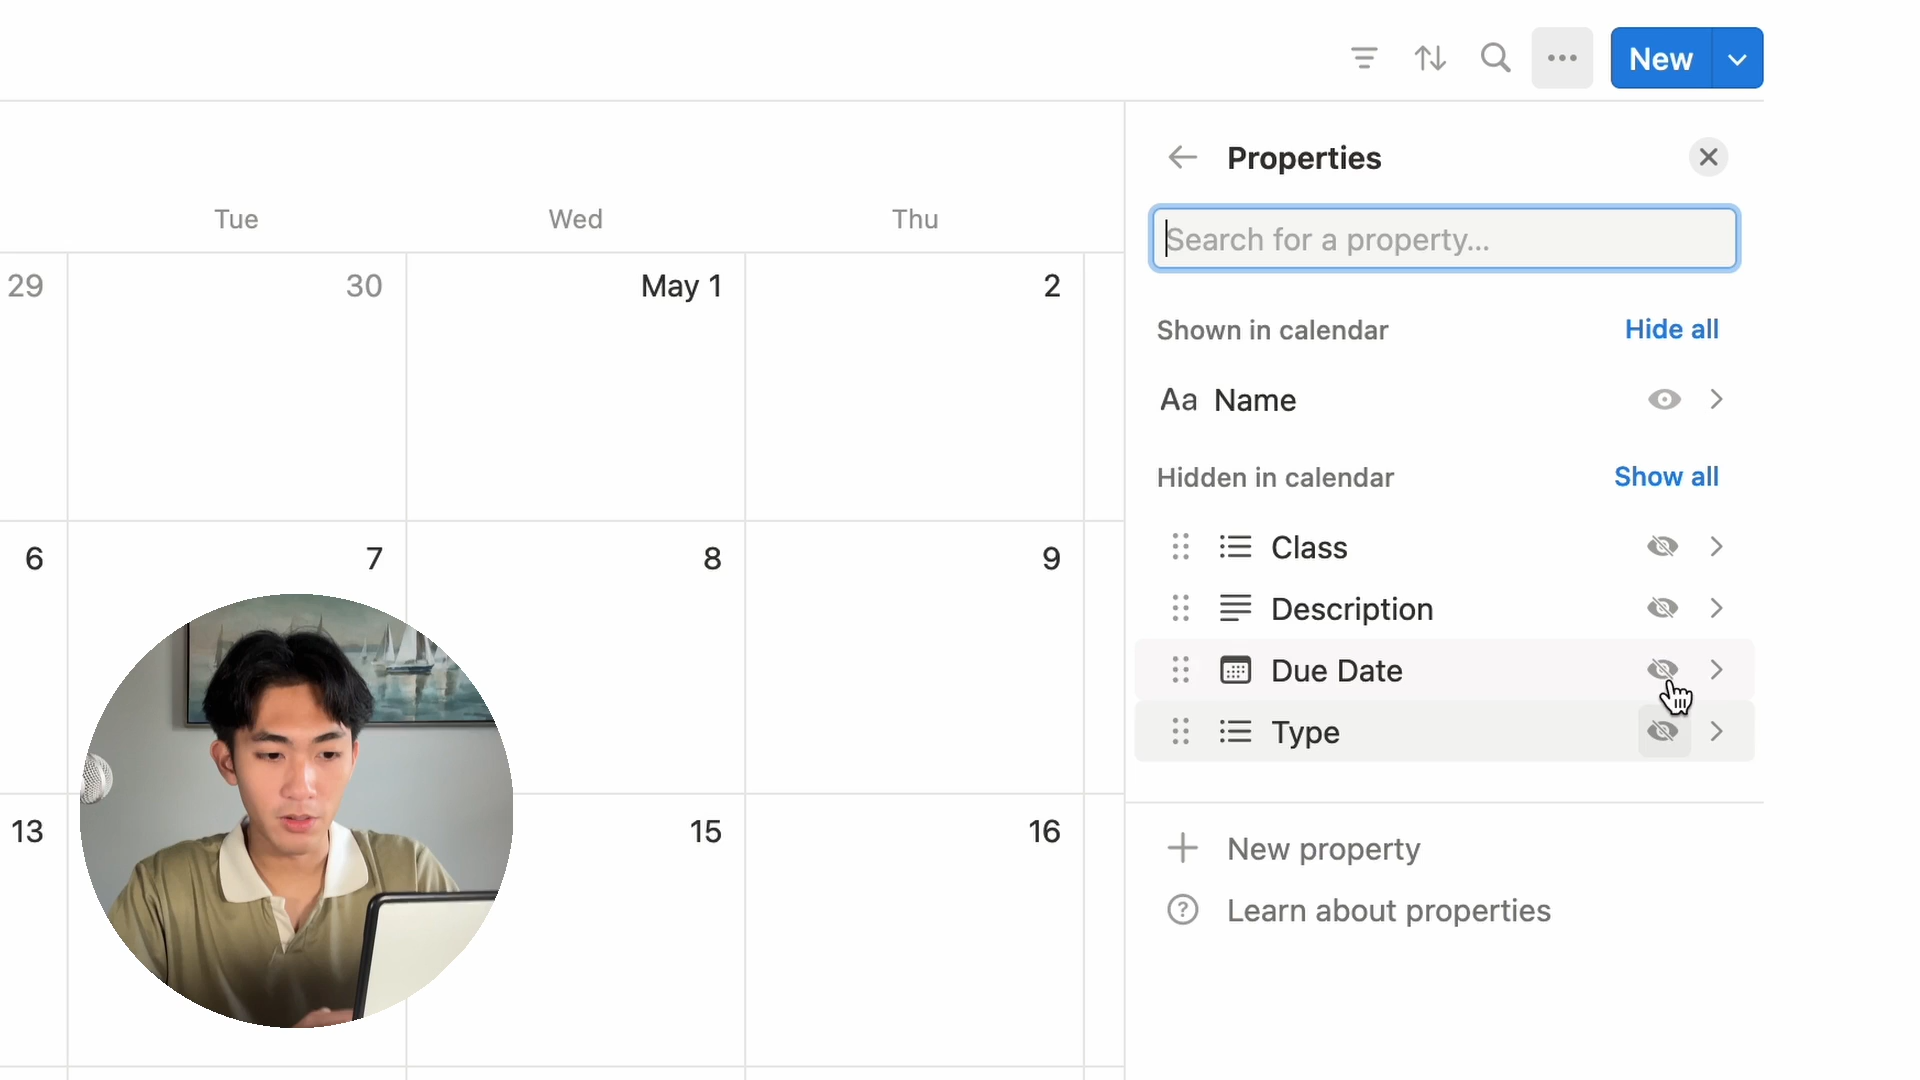 New
Properties
Search for a property...
Shown in calendar
Hide all
Aa Name
Hidden in calendar
Show all
Class
Description
Due Date
Type
New property
? Learn about properties
Tue Wed Thu
29 30 May 1 2
6 7 8 9
13 15 16